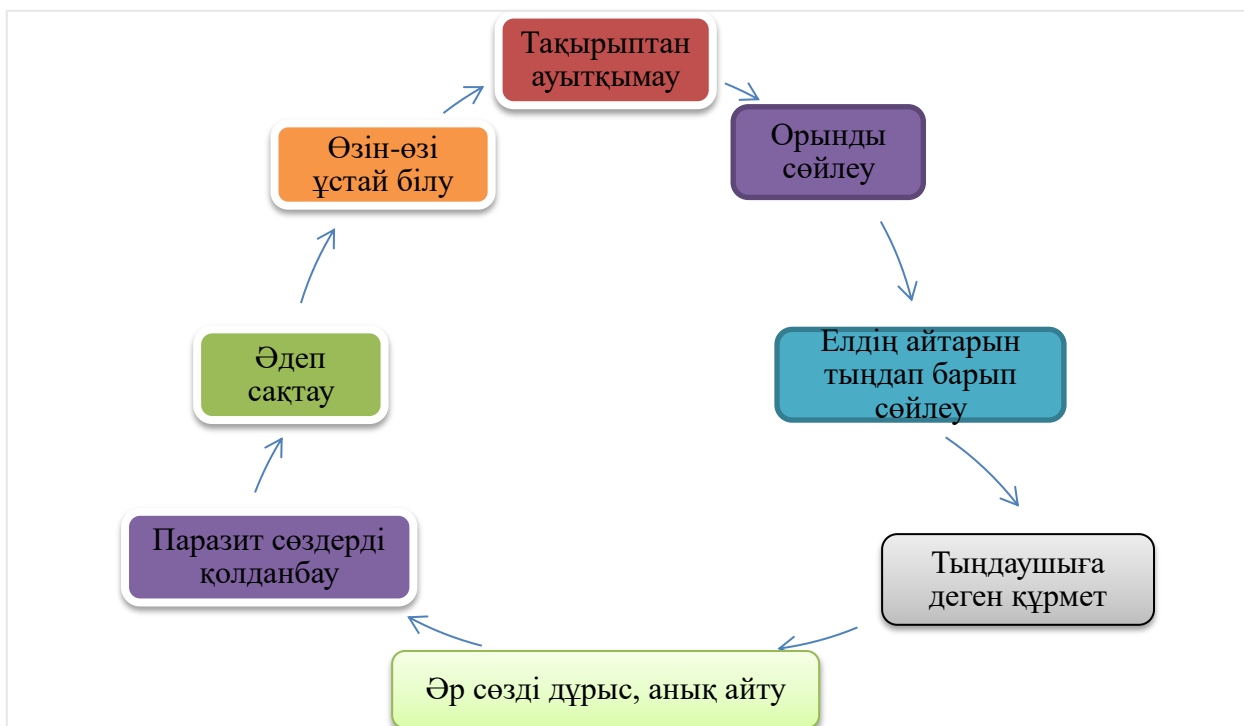 Тақырыптан
ауытқымау
Орынды
сөйлеу
Елдің айтарын
тыңдап барып
сөйлеу
Тыңдаушыға
деген құрмет
Әр сөзді дұрыс, анық айту
Паразит сөздерді
қолданбау
Әдеп
сақтау
Өзін-өзі
ұстай білу